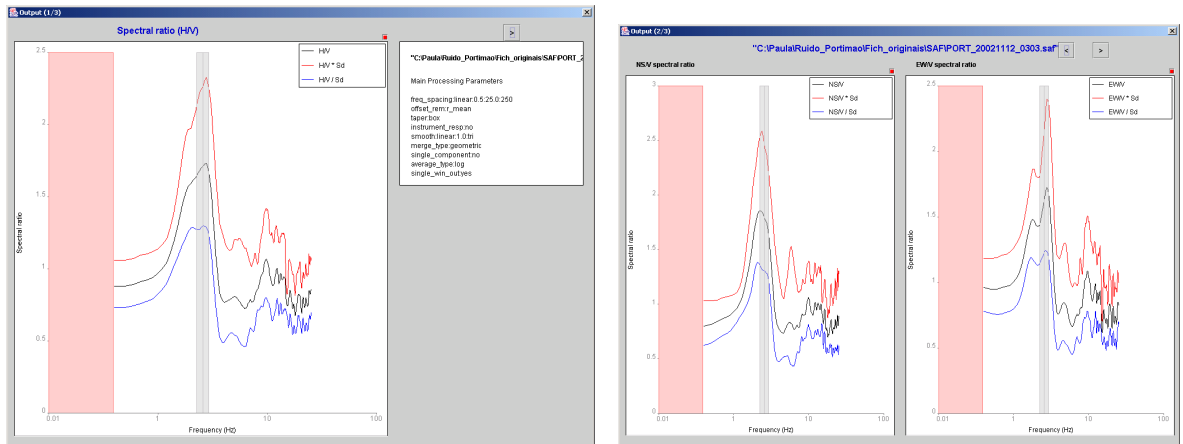 Output (1/3)
Spectral ratio (H/V)
>
H/V
H/V * Sd
H/V / Sd
2.5
2
1.5
1
0.5
0
Spectral ratio
0.01
1
10
100
Frequency (Hz)
"C:\Paula\Ruido_Portimao\Fich_originais\SAF\PORT_2
Main Processing Parameters
freq_spacing:linear:0.5:25.0:250
offset_rem:r_mean
taper:box
instrument_resp:no
smooth:linear:1.0:tri
merge_type:geometric
single_component:no
average_type:log
single_win_out:yes
Output (2/3)
"C:\Paula\Ruido_Portimao\Fich_originais\SAF\PORT_20021112_0303.saf"
<
>
NS/V spectral ratio
NS/V
NS/V * Sd
NS/V / Sd
3
2.5
2
1.5
1
0.5
0
Spectral ratio
0.01
1
10
100
Frequency (Hz)
EW/V spectral ratio
EW/V
EW/V * Sd
EW/V / Sd
2.5
2
1.5
1
0.5
0
Spectral ratio
0.01
1
10
100
Frequency (Hz)